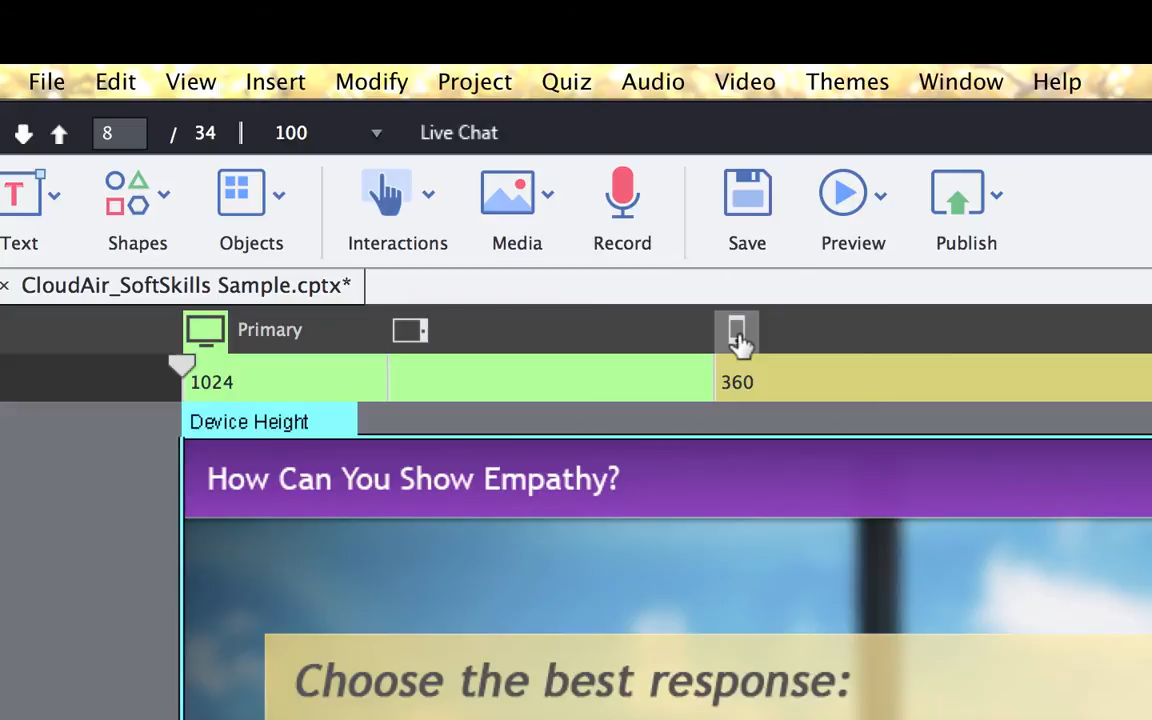 File Edit View Insert Modify Project Quiz Audio Video Themes Window Help
8 / 34 | 100 Live Chat
T
Text Shapes Objects Interactions Media Record Save Preview Publish
× CloudAir_SoftSkills Sample.cptx*
Primary
1024 360
Device Height
How Can You Show Empathy?
Choose the best response: